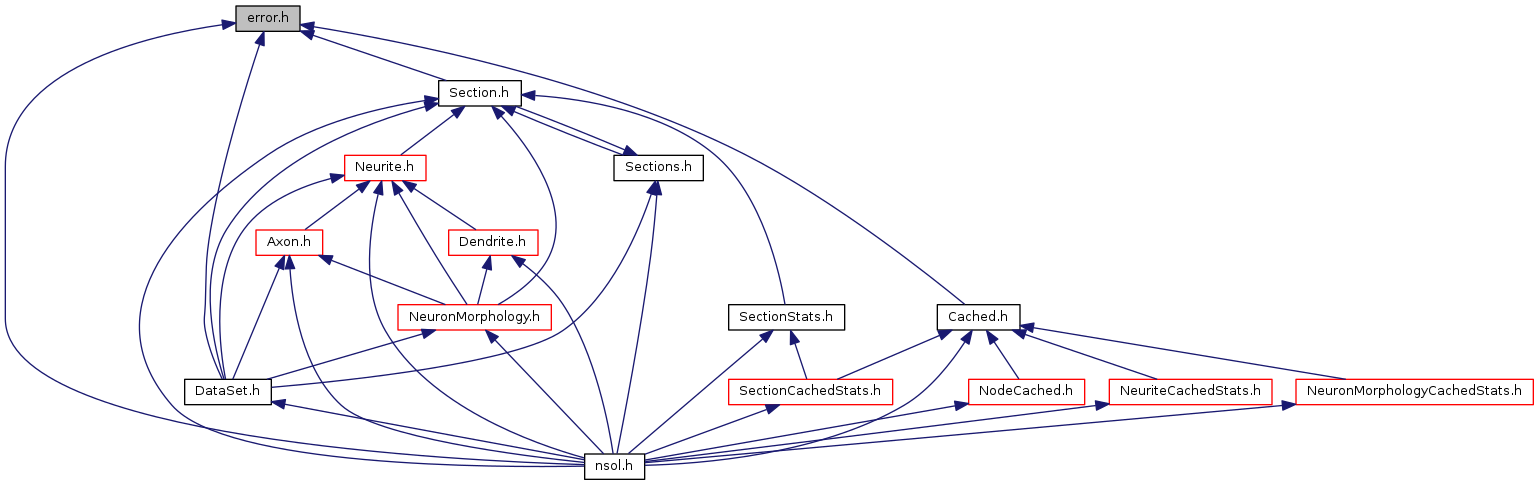 error.h
Section.h
Neurite.h
Sections.h
Axon.h
Dendrite.h
NeuronMorphology.h
SectionStats.h
Cached.h
DataSet.h
SectionCachedStats.h
NodeCached.h
NeuriteCachedStats.h
NeuronMorphologyCachedStats.h
nsol.h